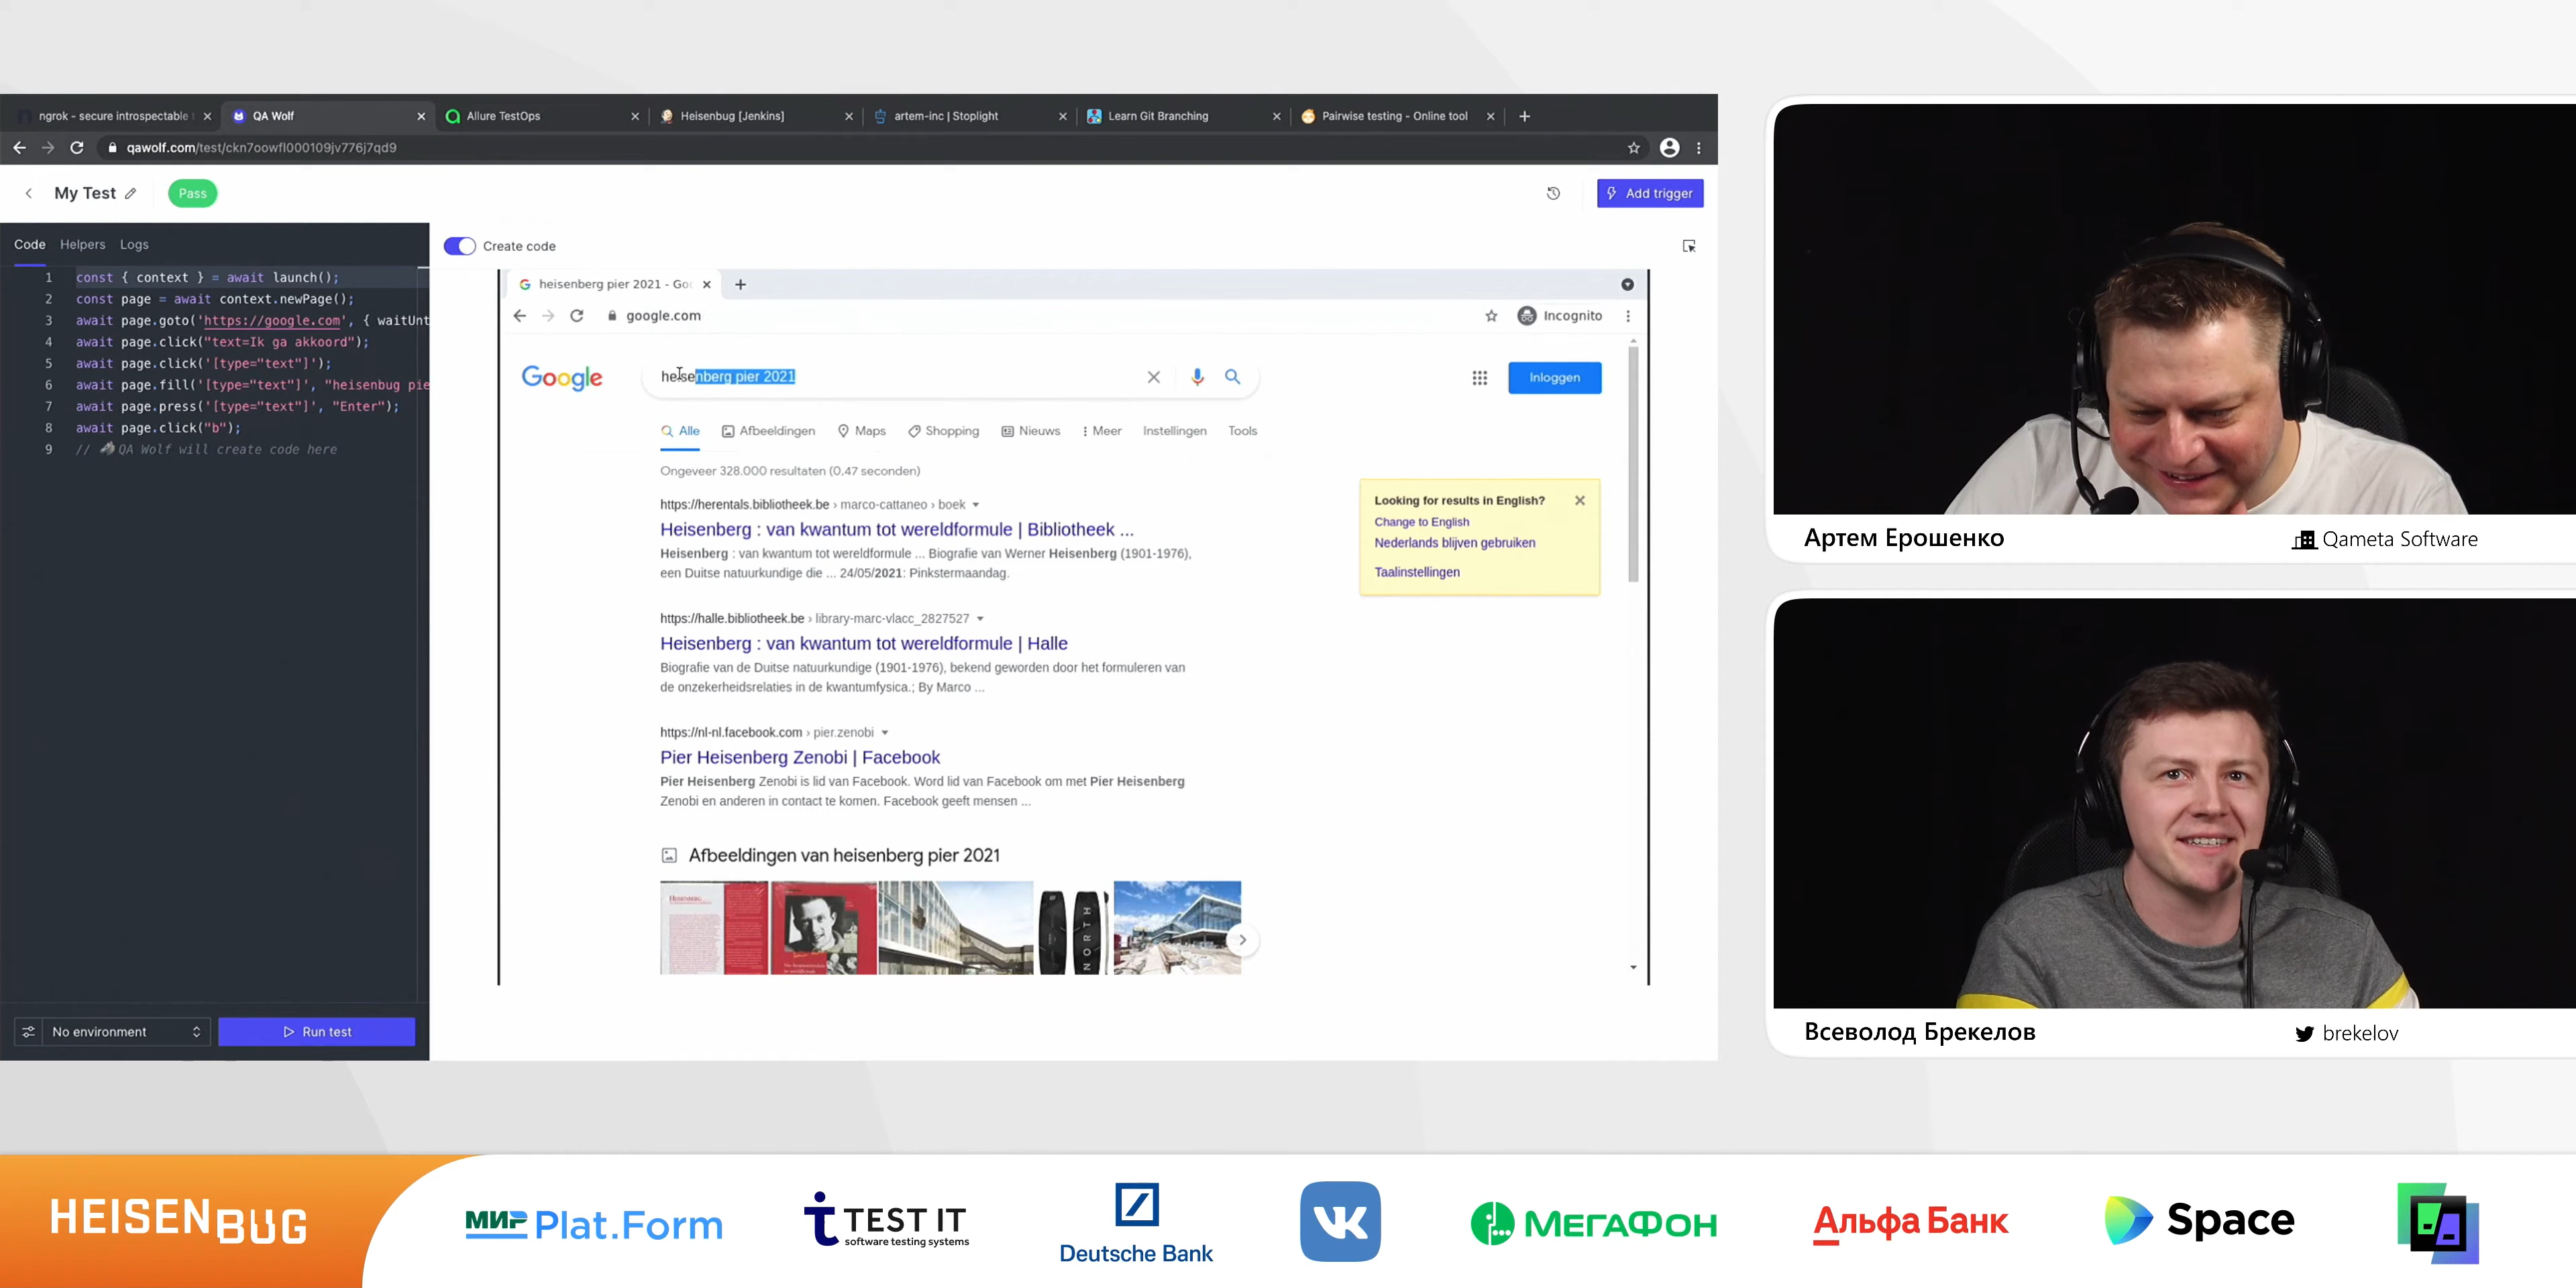 ngrok - secure introspectable
QA Wolf
Allure TestOps
Heisenbug [Jenkins]
artem-inc | Stoplight
Learn Git Branching
Pairwise testing - Online tool
qawolf.com/test/ckn7oowfl000109jv776j7qd9
My Test
Pass
Add trigger
Code Helpers Logs
Create code
1 const { context } = await launch();
2 const page = await context.newPage();
3 await page.goto('https://google.com', { waitUnt
4 await page.click("text=Ik ga akkoord");
5 await page.click('[type="text"]');
6 await page.fill('[type="text"]', "heisenbug pie
7 await page.press('[type="text"]', "Enter");
8 await page.click("b");
9 // 🐺 QA Wolf will create code here
No environment
Run test
heisenberg pier 2021 - Goo
google.com
Incognito
Google
heisenberg pier 2021
Inloggen
Alle Afbeeldingen Maps Shopping Nieuws Meer Instellingen Tools
Ongeveer 328.000 resultaten (0,47 seconden)
https://herentals.bibliotheek.be › marco-cattaneo › boek
Heisenberg : van kwantum tot wereldformule | Bibliotheek ...
Heisenberg : van kwantum tot wereldformule ... Biografie van Werner Heisenberg (1901-1976),
een Duitse natuurkundige die ... 24/05/2021: Pinkstermaandag.
https://halle.bibliotheek.be › library-marc-vlacc_2827527
Heisenberg : van kwantum tot wereldformule | Halle
Biografie van de Duitse natuurkundige (1901-1976), bekend geworden door het formuleren van
de onzekerheidsrelaties in de kwantumfysica.; By Marco ...
https://nl-nl.facebook.com › pier.zenobi
Pier Heisenberg Zenobi | Facebook
Pier Heisenberg Zenobi is lid van Facebook. Word lid van Facebook om met Pier Heisenberg
Zenobi en anderen in contact te komen. Facebook geeft mensen ...
Afbeeldingen van heisenberg pier 2021
NORTH
Looking for results in English?
Change to English
Nederlands blijven gebruiken
Taalinstellingen
Артем Ерошенко
Qameta Software
Всеволод Брекелов
brekelov
HEISENBUG
МИР Plat.Form
TEST IT
software testing systems
Deutsche Bank
VK
МЕГАФОН
Альфа Банк
Space